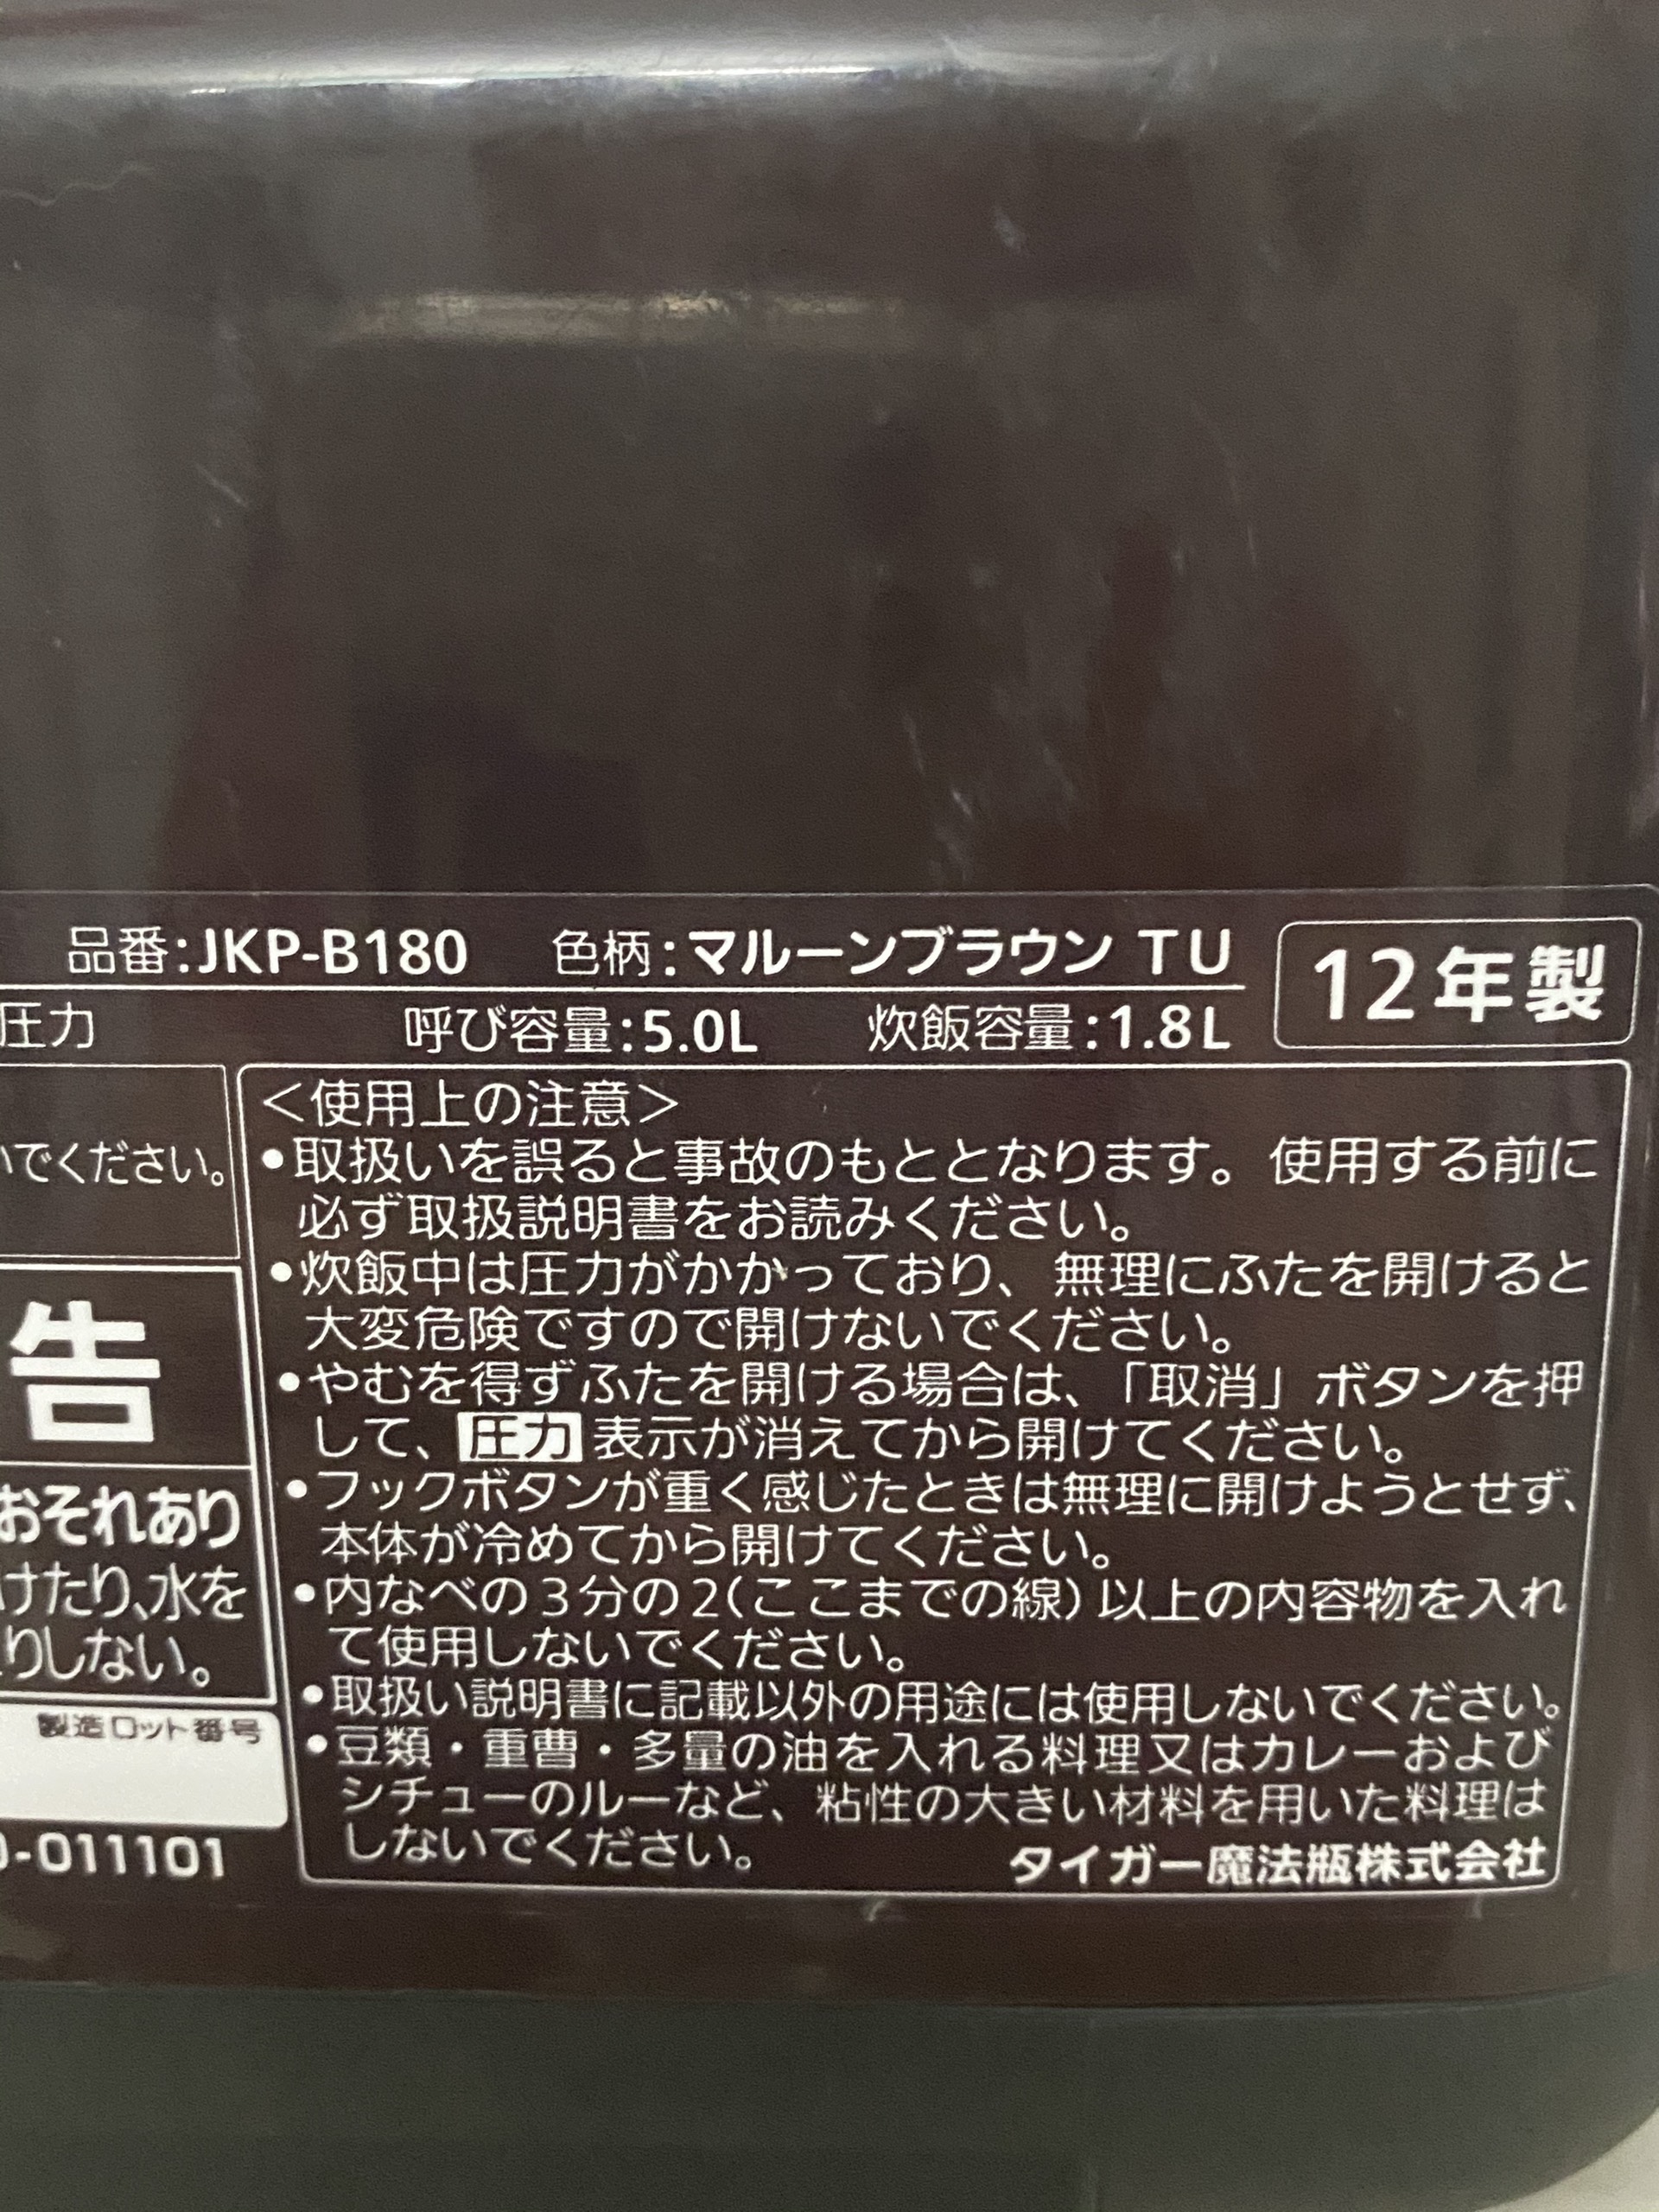 品番:JKP-B180 色柄:マルーンブラウン TU
12年製
圧力 呼び容量:5.0L 炊飯容量:1.8L
いでください。
告
おそれあり
けたり、水を
りしない。
製造ロット番号
-011101
＜使用上の注意＞
•取扱いを誤ると事故のもととなります。使用する前に
必ず取扱説明書をお読みください。
•炊飯中は圧力がかかっており、無理にふたを開けると
大変危険ですので開けないでください。
•やむを得ずふたを開ける場合は、「取消」ボタンを押
して、圧力表示が消えてから開けてください。
•フックボタンが重く感じたときは無理に開けようとせず、
本体が冷めてから開けてください。
•内なべの3分の2(ここまでの線)以上の内容物を入れ
て使用しないでください。
•取扱い説明書に記載以外の用途には使用しないでください。
•豆類・重曹・多量の油を入れる料理又はカレーおよび
シチューのルーなど、粘性の大きい材料を用いた料理は
しないでください。
タイガー魔法瓶株式会社